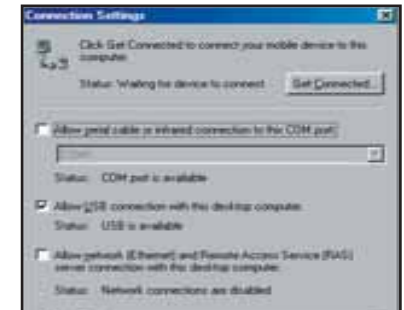 Connection Settings
Click Get Connected to connect your mobile device to this
computer.
Status: Waiting for device to connect
Get Connected...
Allow serial cable or infrared connection to this COM port:
Status: COM port is available
Allow USB connection with this desktop computer.
Status: USB is available
Allow network (Ethernet) and Remote Access Service (RAS)
server connection with this desktop computer.
Status: Network connections are disabled